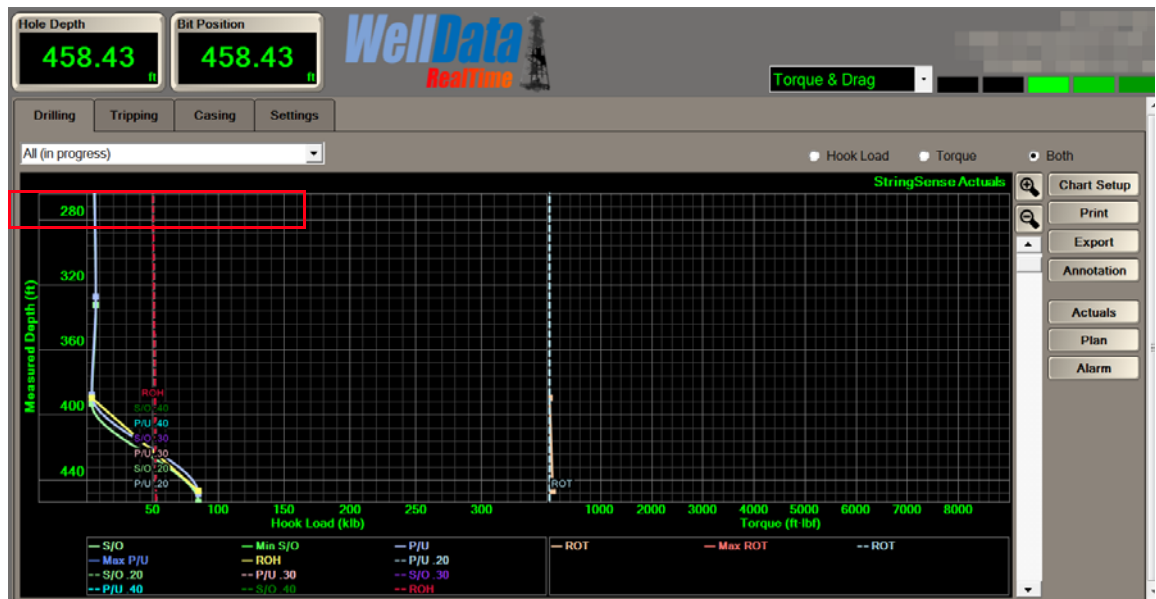 Hole Depth
458.43
ft
Bit Position
458.43
ft
WellData
RealTime
Torque & Drag
Drilling Tripping Casing Settings
All (in progress)
Hook Load Torque Both
StringSense Actuals
Chart Setup
Print
Export
Annotation
Actuals
Plan
Alarm
Measured Depth (ft)
280
320
360
400
440
ROH
S/O .40
P/U .40
S/O .30
P/U .30
S/O .20
P/U .20
ROT
50 100 150 200 250 300
Hook Load (klb)
1000 2000 3000 4000 5000 6000 7000 8000
Torque (ft-lbf)
S/O Min S/O P/U
Max P/U ROH -- P/U .20
-- S/O .20 -- P/U .30 -- S/O .30
-- P/U .40 -- S/O .40 -- ROH
ROT Max ROT -- ROT